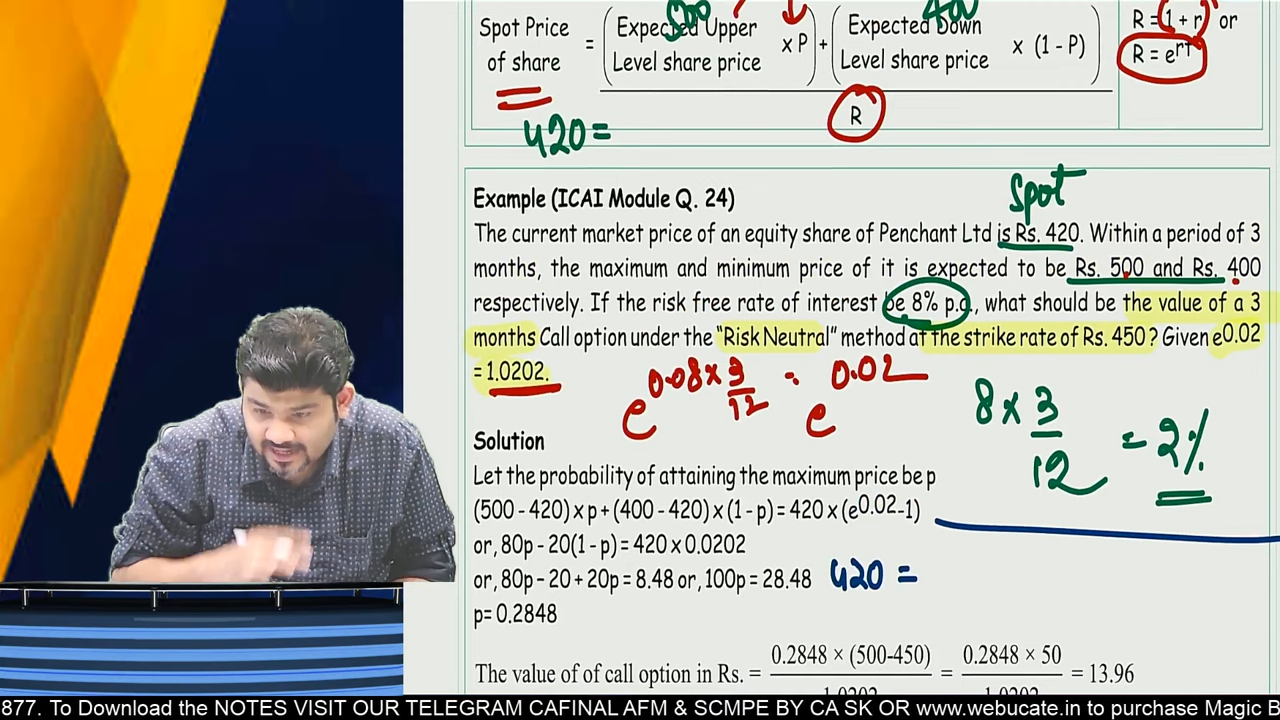 500
400
Spot Price
of share
=
Expected Upper
Level share price
x P
+
Expected Down
Level share price
x (1 - P)
R = (1 + r) or
R = e^rt
R
420 =
Example (ICAI Module Q. 24)
Spot
The current market price of an equity share of Penchant Ltd is Rs. 420. Within a period of 3
months, the maximum and minimum price of it is expected to be Rs. 500 and Rs. 400
respectively. If the risk free rate of interest be 8% p.a., what should be the value of a 3
months Call option under the "Risk Neutral" method at the strike rate of Rs. 450 ? Given e0.02
= 1.0202.
e^0.08 x 3/12 = e^0.02
8 x 3/12 = 2%
Solution
Let the probability of attaining the maximum price be p
(500 - 420) x p + (400 - 420) x (1 - p) = 420 x (e^0.02 -1)
or, 80p - 20(1 - p) = 420 x 0.0202
or, 80p - 20 + 20p = 8.48 or, 100p = 28.48
420 =
p= 0.2848
The value of of call option in Rs. = 0.2848 × (500-450) / 1.0202 = 0.2848 × 50 / 1.0202 = 13.96
877. To Download the NOTES VISIT OUR TELEGRAM CAFINAL AFM & SCMPE BY CA SK OR www.webucate.in to purchase Magic B